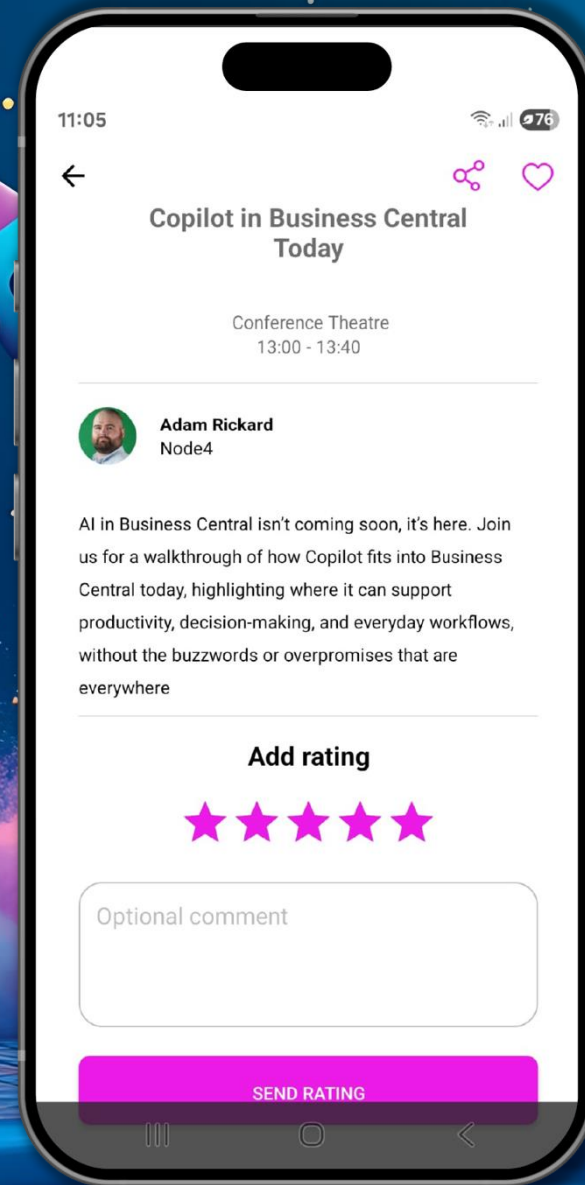 11:05
76
Copilot in Business Central
Today
Conference Theatre
13:00 - 13:40
Adam Rickard
Node4
AI in Business Central isn't coming soon, it's here. Join
us for a walkthrough of how Copilot fits into Business
Central today, highlighting where it can support
productivity, decision-making, and everyday workflows,
without the buzzwords or overpromises that are
everywhere
Add rating
Optional comment
SEND RATING